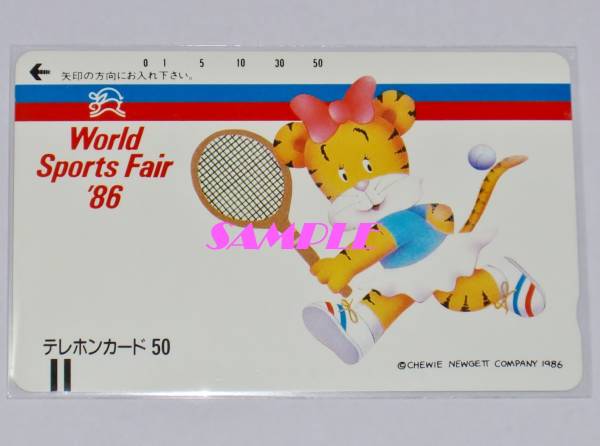 0 1 5 10 30 50
矢印の方向にお入れ下さい。
World
Sports Fair
'86
SAMPLE
テレホンカード 50
©CHEWIE NEWGETT COMPANY 1986